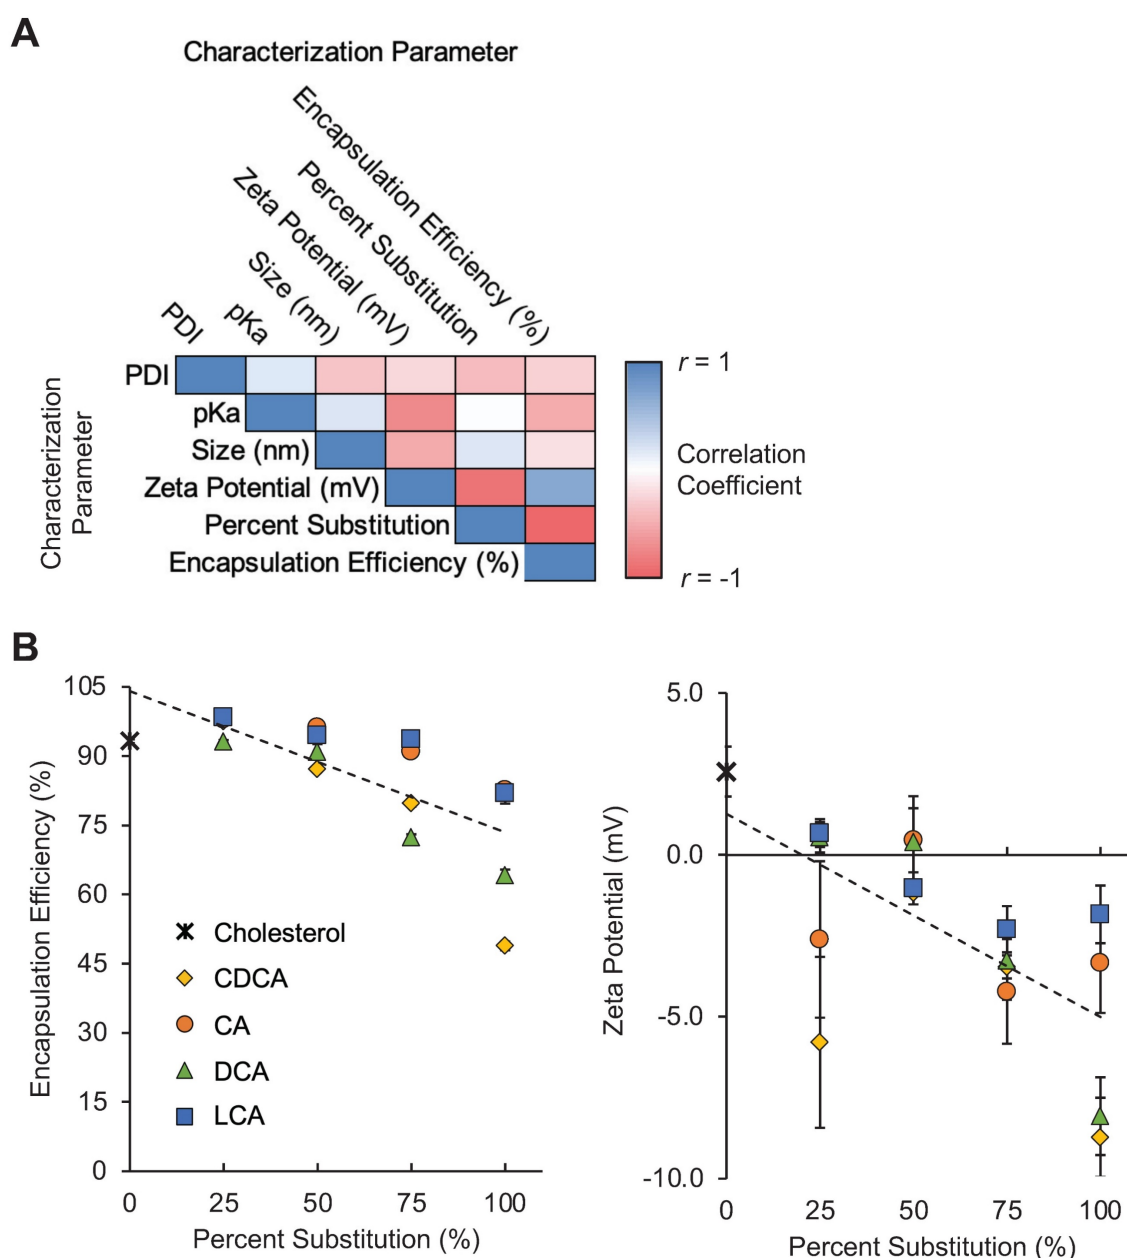 A
Characterization Parameter
Encapsulation Efficiency (%)
Percent Substitution
Zeta Potential (mV)
Size (nm)
pKa
PDI
Characterization
Parameter
PDI
pKa
Size (nm)
Zeta Potential (mV)
Percent Substitution
Encapsulation Efficiency (%)
r = 1
Correlation
Coefficient
r = -1
B
Encapsulation Efficiency (%)
105
90
75
60
45
30
15
0
Cholesterol
CDCA
CA
DCA
LCA
0
25
50
75
100
Percent Substitution (%)
Zeta Potential (mV)
5.0
0.0
-5.0
-10.0
0
25
50
75
100
Percent Substitution (%)